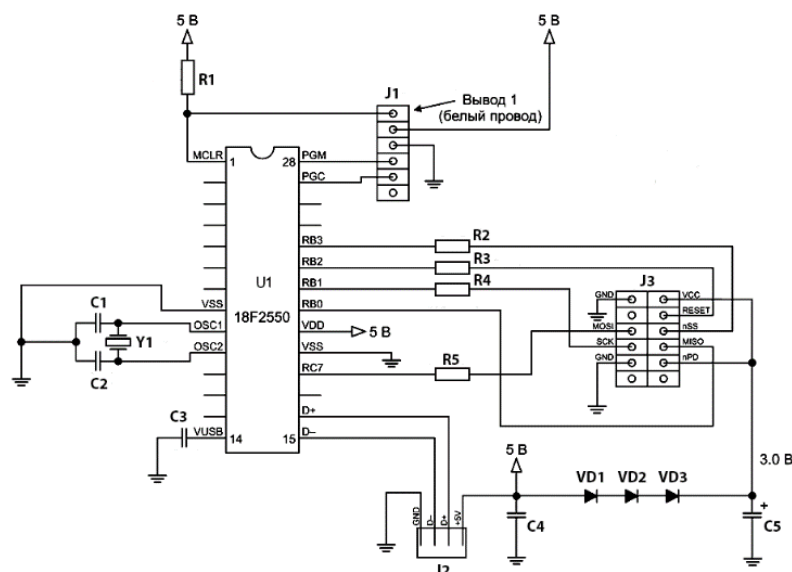 5 В
5 В
R1
J1
Вывод 1
(белый провод)
MCLR
1
28
PGM
PGC
RB3
R2
RB2
R3
RB1
R4
J3
U1
18F2550
GND
VCC
RESET
C1
VSS
RB0
OSC1
VDD
5 В
MOSI
nSS
Y1
OSC2
VSS
SCK
MISO
C2
RC7
R5
GND
nPD
C3
D+
VUSB
14
15
D–
5 В
3.0 В
VD1
VD2
VD3
GND
D–
D+
+5V
C4
+
C5
J2